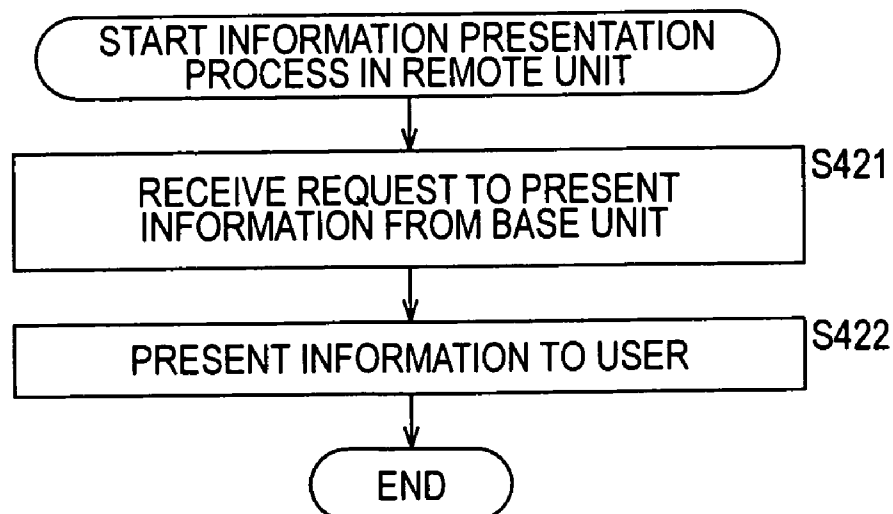 START INFORMATION PRESENTATION
PROCESS IN REMOTE UNIT
S421
RECEIVE REQUEST TO PRESENT
INFORMATION FROM BASE UNIT
S422
PRESENT INFORMATION TO USER
END